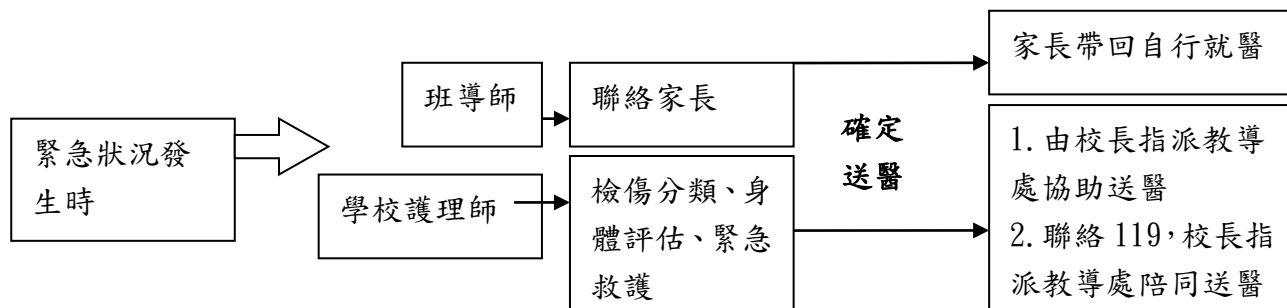 緊急狀況發
生時
班導師
聯絡家長
學校護理師
檢傷分類、身
體評估、緊急
救護
確定
送醫
家長帶回自行就醫
1.由校長指派教導
處協助送醫
2.聯絡119,校長指
派教導處陪同送醫